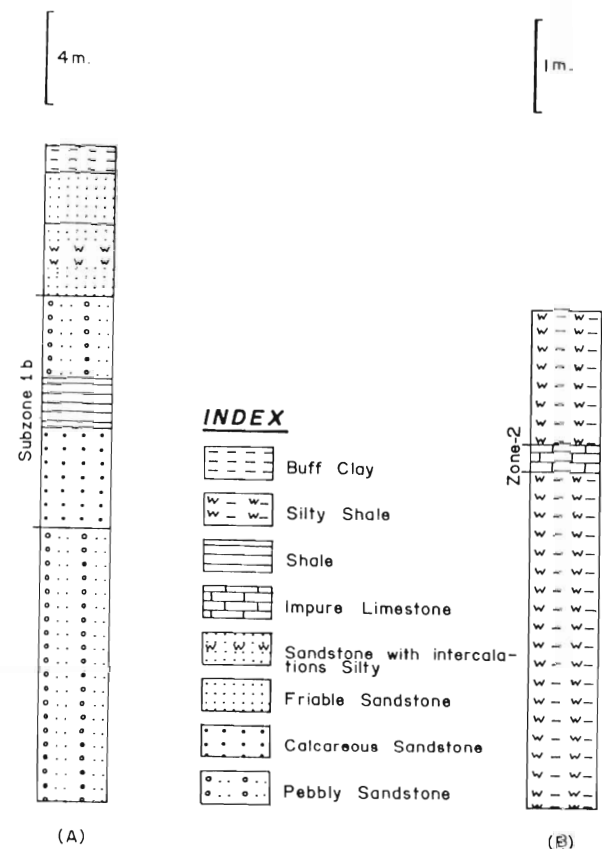 4 m.
1 m.
Subzone 1 b
Zone-2
INDEX
Buff Clay
Silty Shale
Shale
Impure Limestone
Sandstone with intercala-
tions Silty
Friable Sandstone
Calcareous Sandstone
Pebbly Sandstone
(A)
(B)